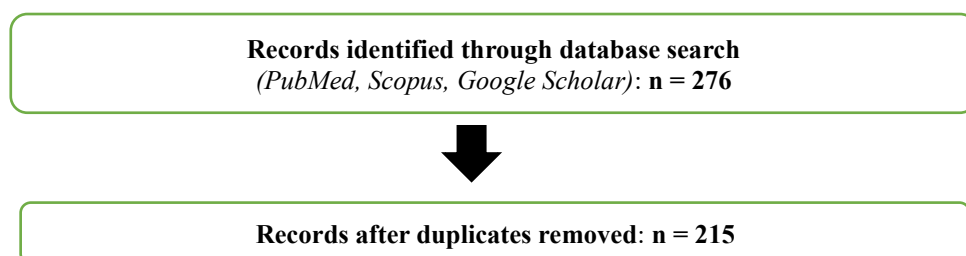 Records identified through database search
(PubMed, Scopus, Google Scholar): n = 276
Records after duplicates removed: n = 215